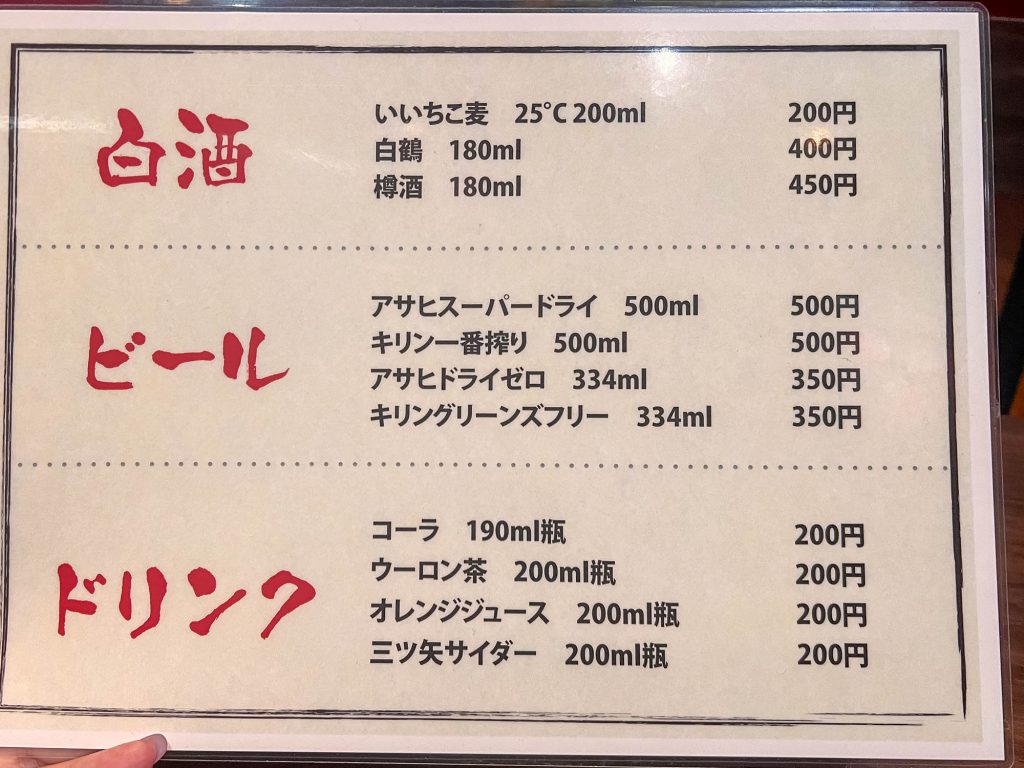 白酒
いいちこ麦 25℃ 200ml 200円
白鶴 180ml 400円
樽酒 180ml 450円
ビール
アサヒスーパードライ 500ml 500円
キリン一番搾り 500ml 500円
アサヒドライゼロ 334ml 350円
キリングリーンズフリー 334ml 350円
ドリンク
コーラ 190ml瓶 200円
ウーロン茶 200ml瓶 200円
オレンジジュース 200ml瓶 200円
三ツ矢サイダー 200ml瓶 200円